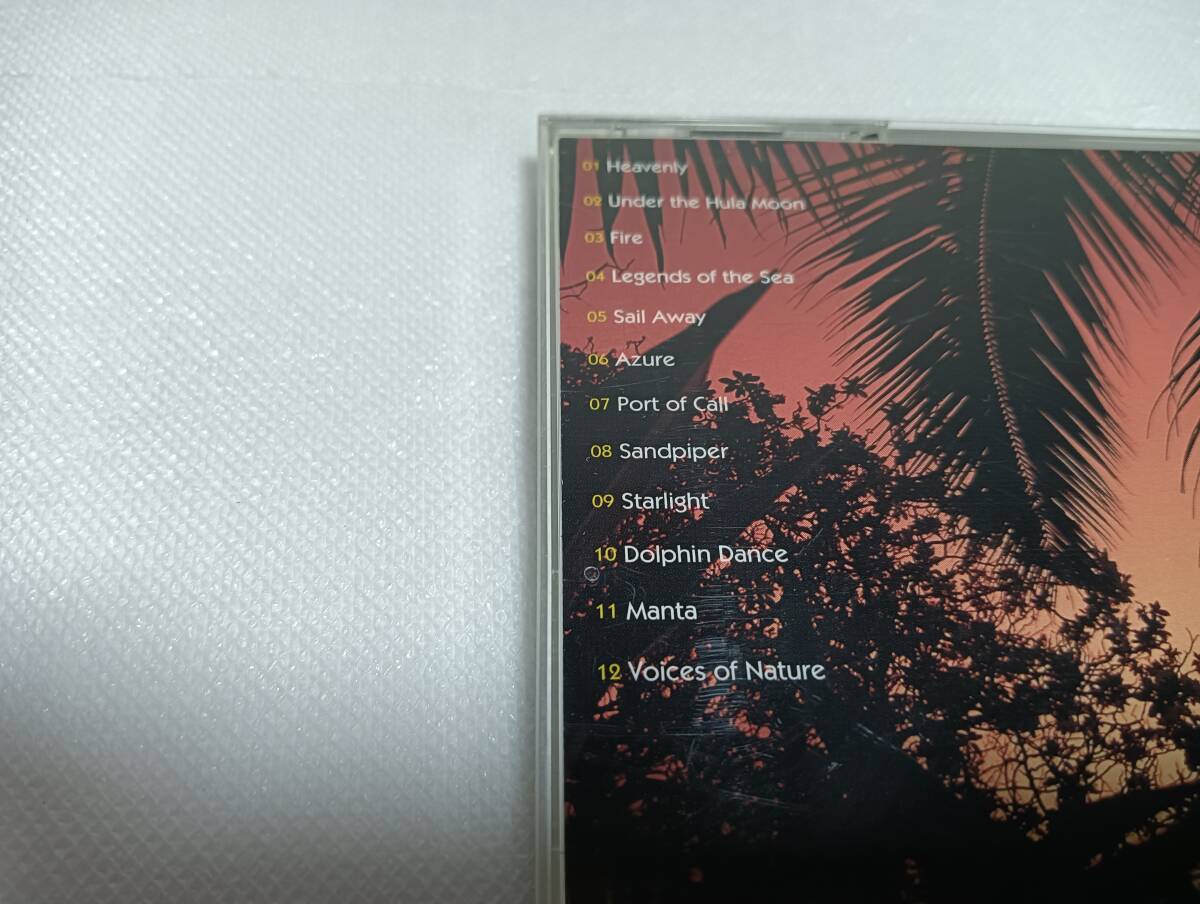 01 Heavenly
02 Under the Hula Moon
03 Fire
04 Legends of the Sea
05 Sail Away
06 Azure
07 Port of Call
08 Sandpiper
09 Starlight
10 Dolphin Dance
11 Manta
12 Voices of Nature